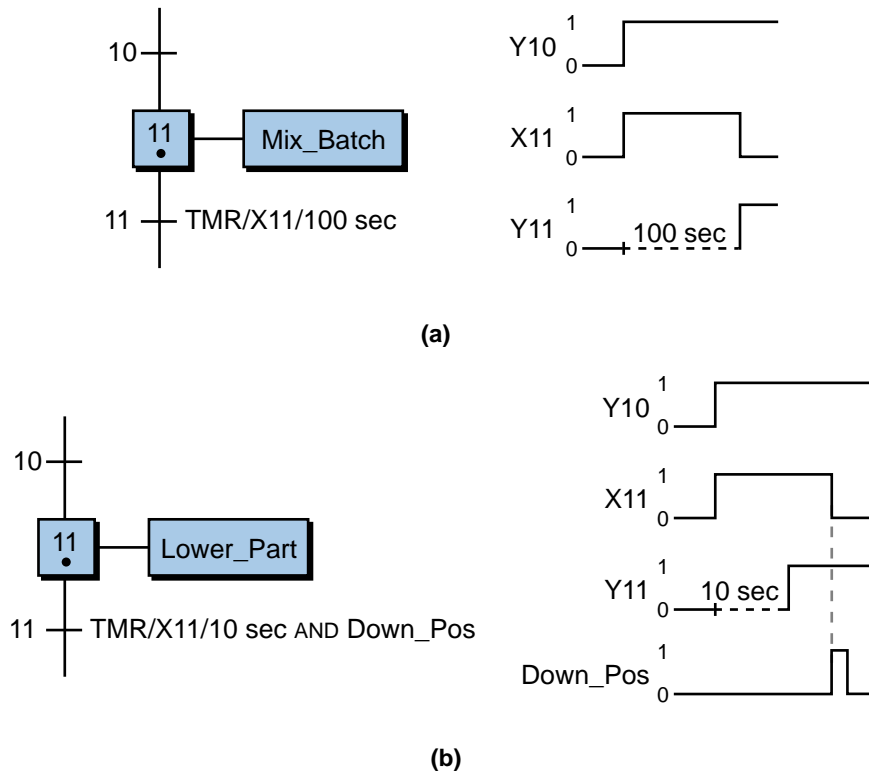 10
11
Mix_Batch
11
TMR/X11/100 sec
Y10
1
0
X11
1
0
Y11
1
0
100 sec
(a)
10
11
Lower_Part
11
TMR/X11/10 sec AND Down_Pos
Y10
1
0
X11
1
0
Y11
1
0
10 sec
Down_Pos
1
0
(b)